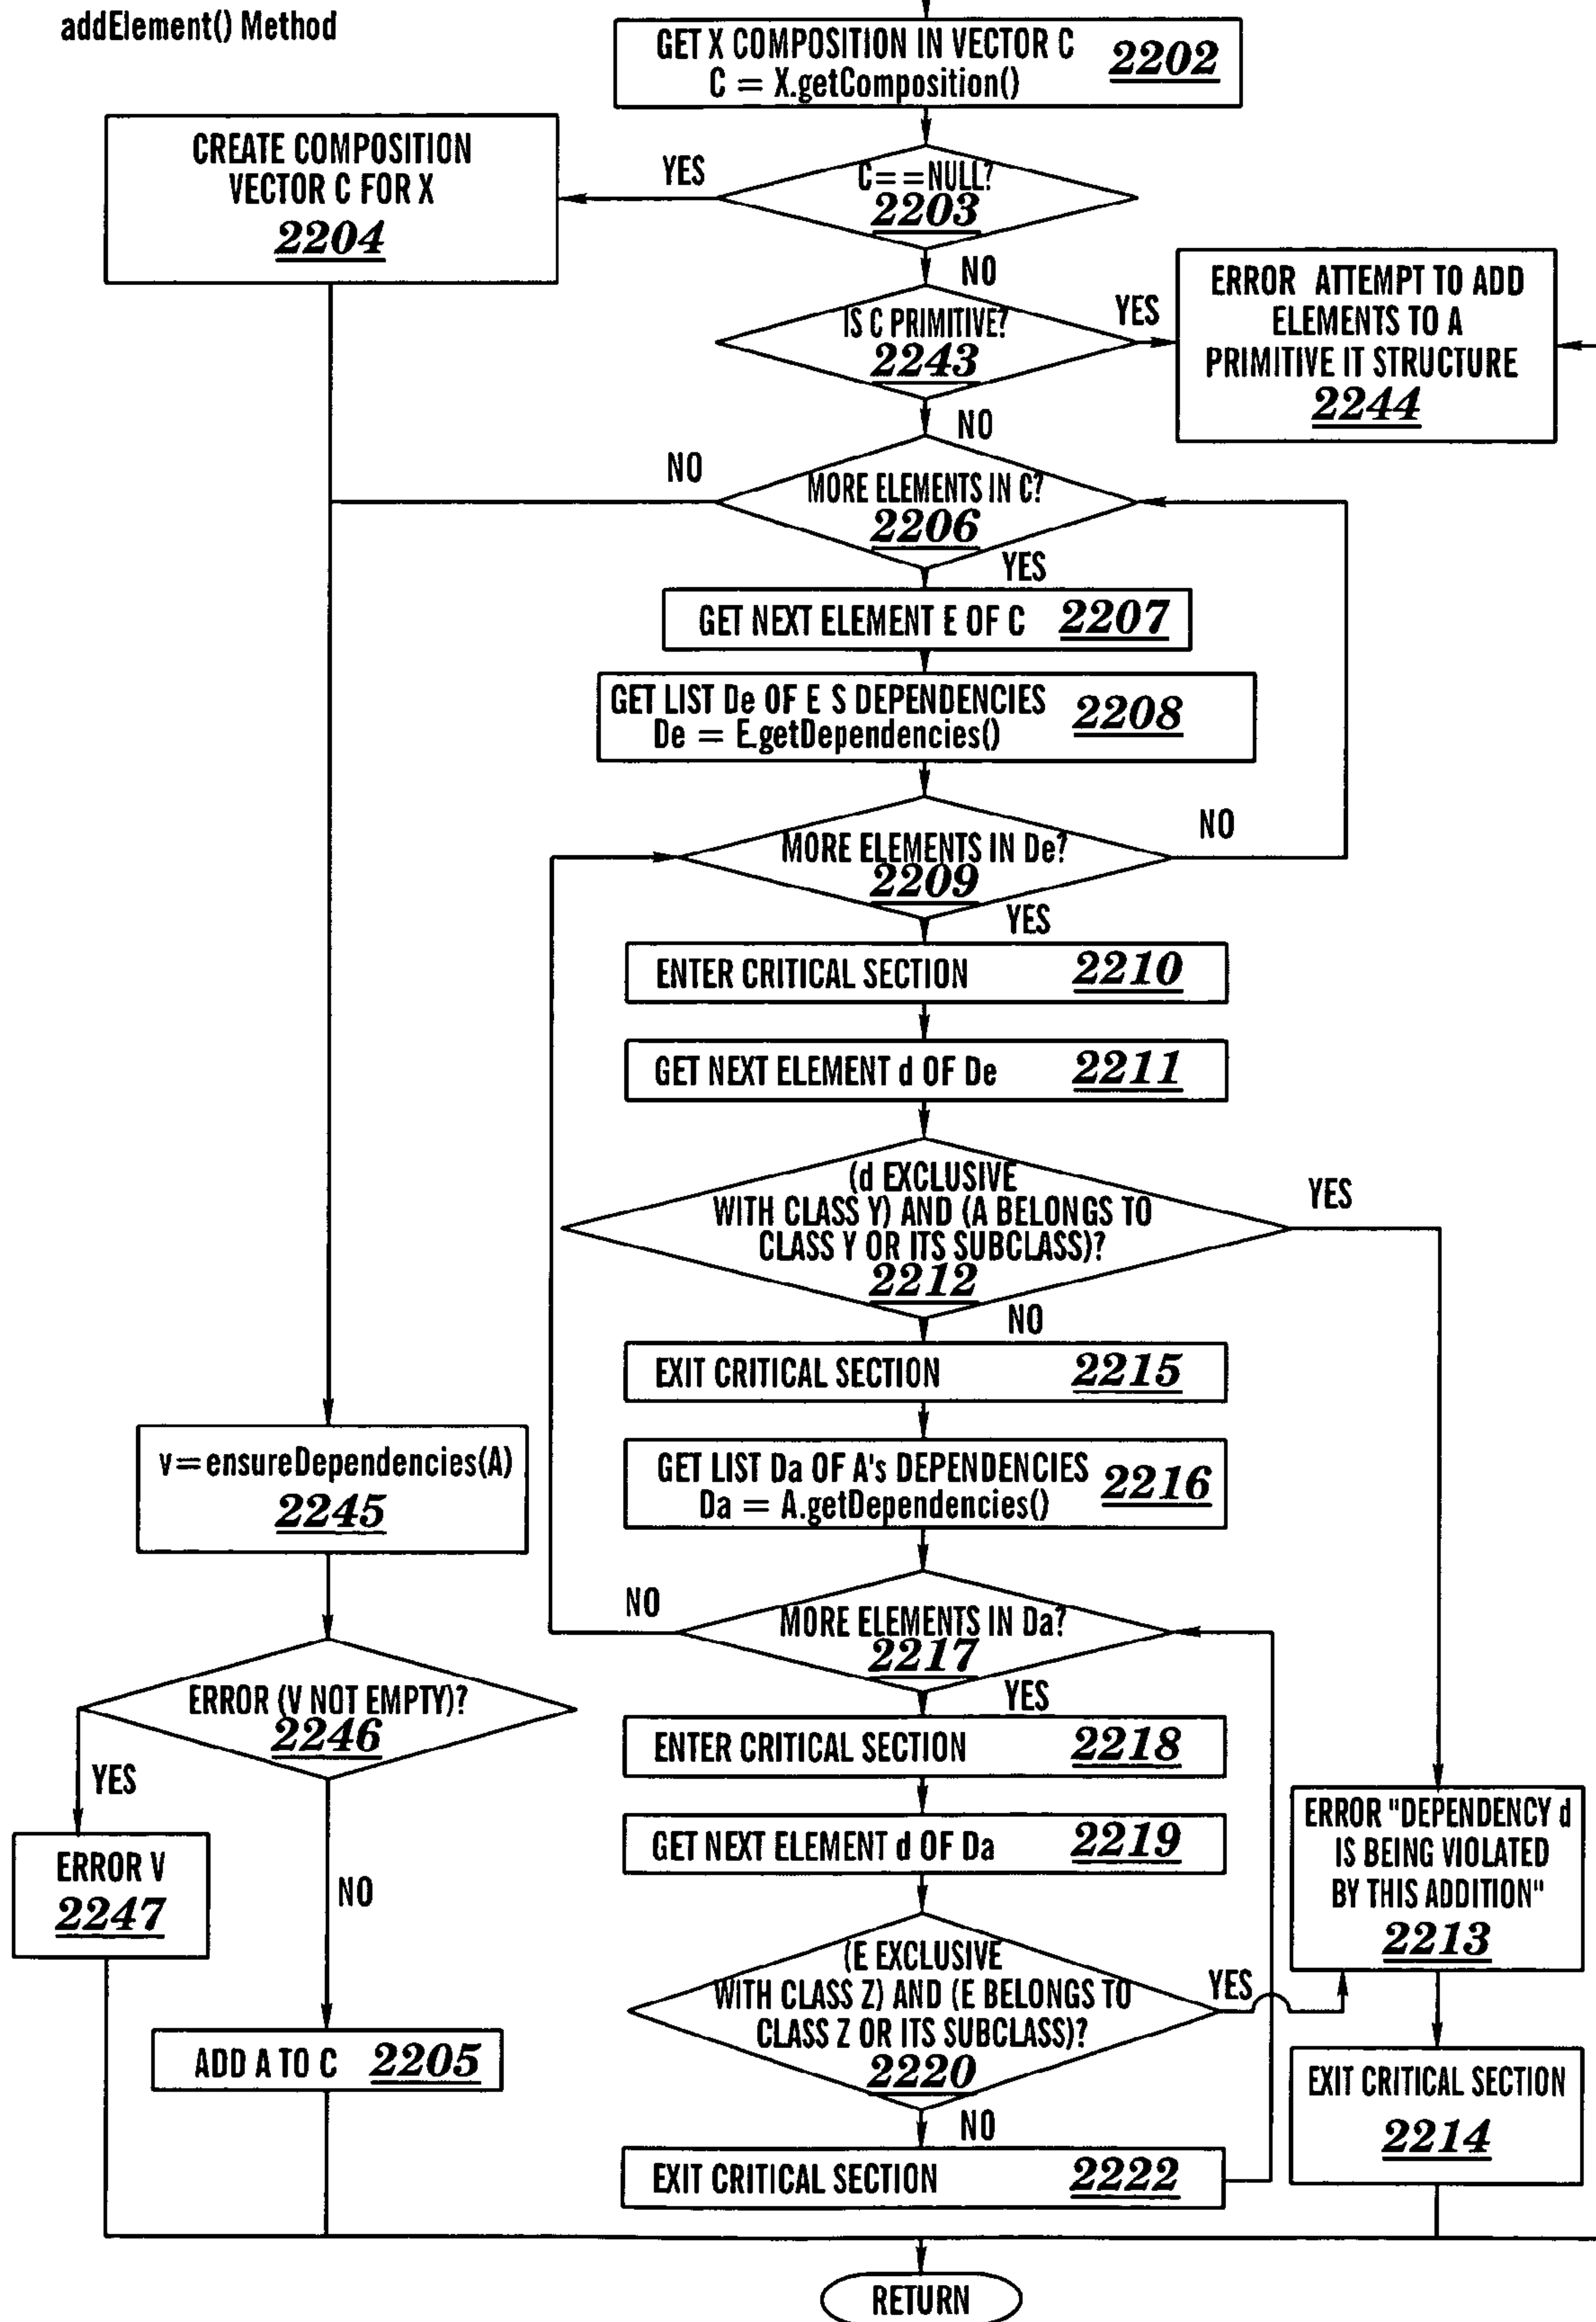 addElement() Method
GET X COMPOSITION IN VECTOR C 2202
C = X.getComposition()
CREATE COMPOSITION
VECTOR C FOR X
2204
YES
C==NULL?
2203
NO
IS C PRIMITIVE?
2243
YES
ERROR ATTEMPT TO ADD
ELEMENTS TO A
PRIMITIVE IT STRUCTURE
2244
NO
NO
MORE ELEMENTS IN C?
2206
YES
GET NEXT ELEMENT E OF C 2207
GET LIST De OF E S DEPENDENCIES 2208
De = E.getDependencies()
MORE ELEMENTS IN De?
2209
NO
YES
ENTER CRITICAL SECTION 2210
GET NEXT ELEMENT d OF De 2211
(d EXCLUSIVE
WITH CLASS Y) AND (A BELONGS TO
CLASS Y OR ITS SUBCLASS)?
2212
YES
NO
EXIT CRITICAL SECTION 2215
v=ensureDependencies(A)
2245
GET LIST Da OF A's DEPENDENCIES 2216
Da = A.getDependencies()
NO
MORE ELEMENTS IN Da?
2217
YES
ERROR (V NOT EMPTY)?
2246
YES
ENTER CRITICAL SECTION 2218
GET NEXT ELEMENT d OF Da 2219
ERROR "DEPENDENCY d
IS BEING VIOLATED
BY THIS ADDITION"
2213
ERROR V
2247
NO
(E EXCLUSIVE
WITH CLASS Z) AND (E BELONGS TO
CLASS Z OR ITS SUBCLASS)?
2220
YES
ADD A TO C 2205
NO
EXIT CRITICAL SECTION
2214
EXIT CRITICAL SECTION 2222
RETURN